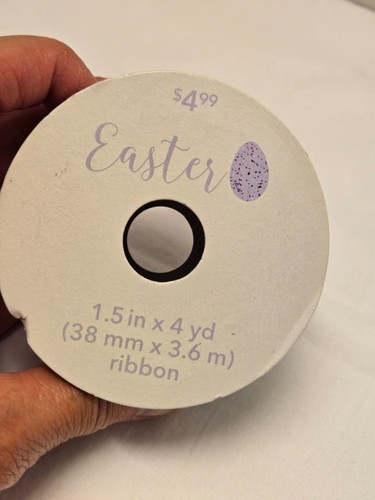 $4.99
Easter
1.5 in x 4 yd
(38 mm x 3.6 m)
ribbon